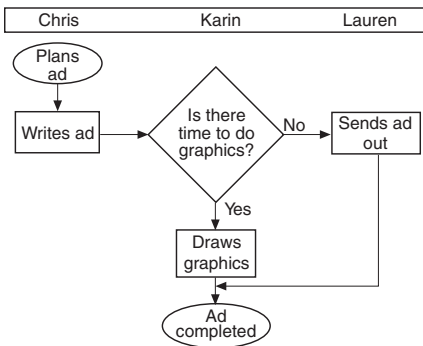 Chris Karin Lauren
Plans
ad
Writes ad
Is there
time to do
graphics?
No
Sends ad
out
Yes
Draws
graphics
Ad
completed